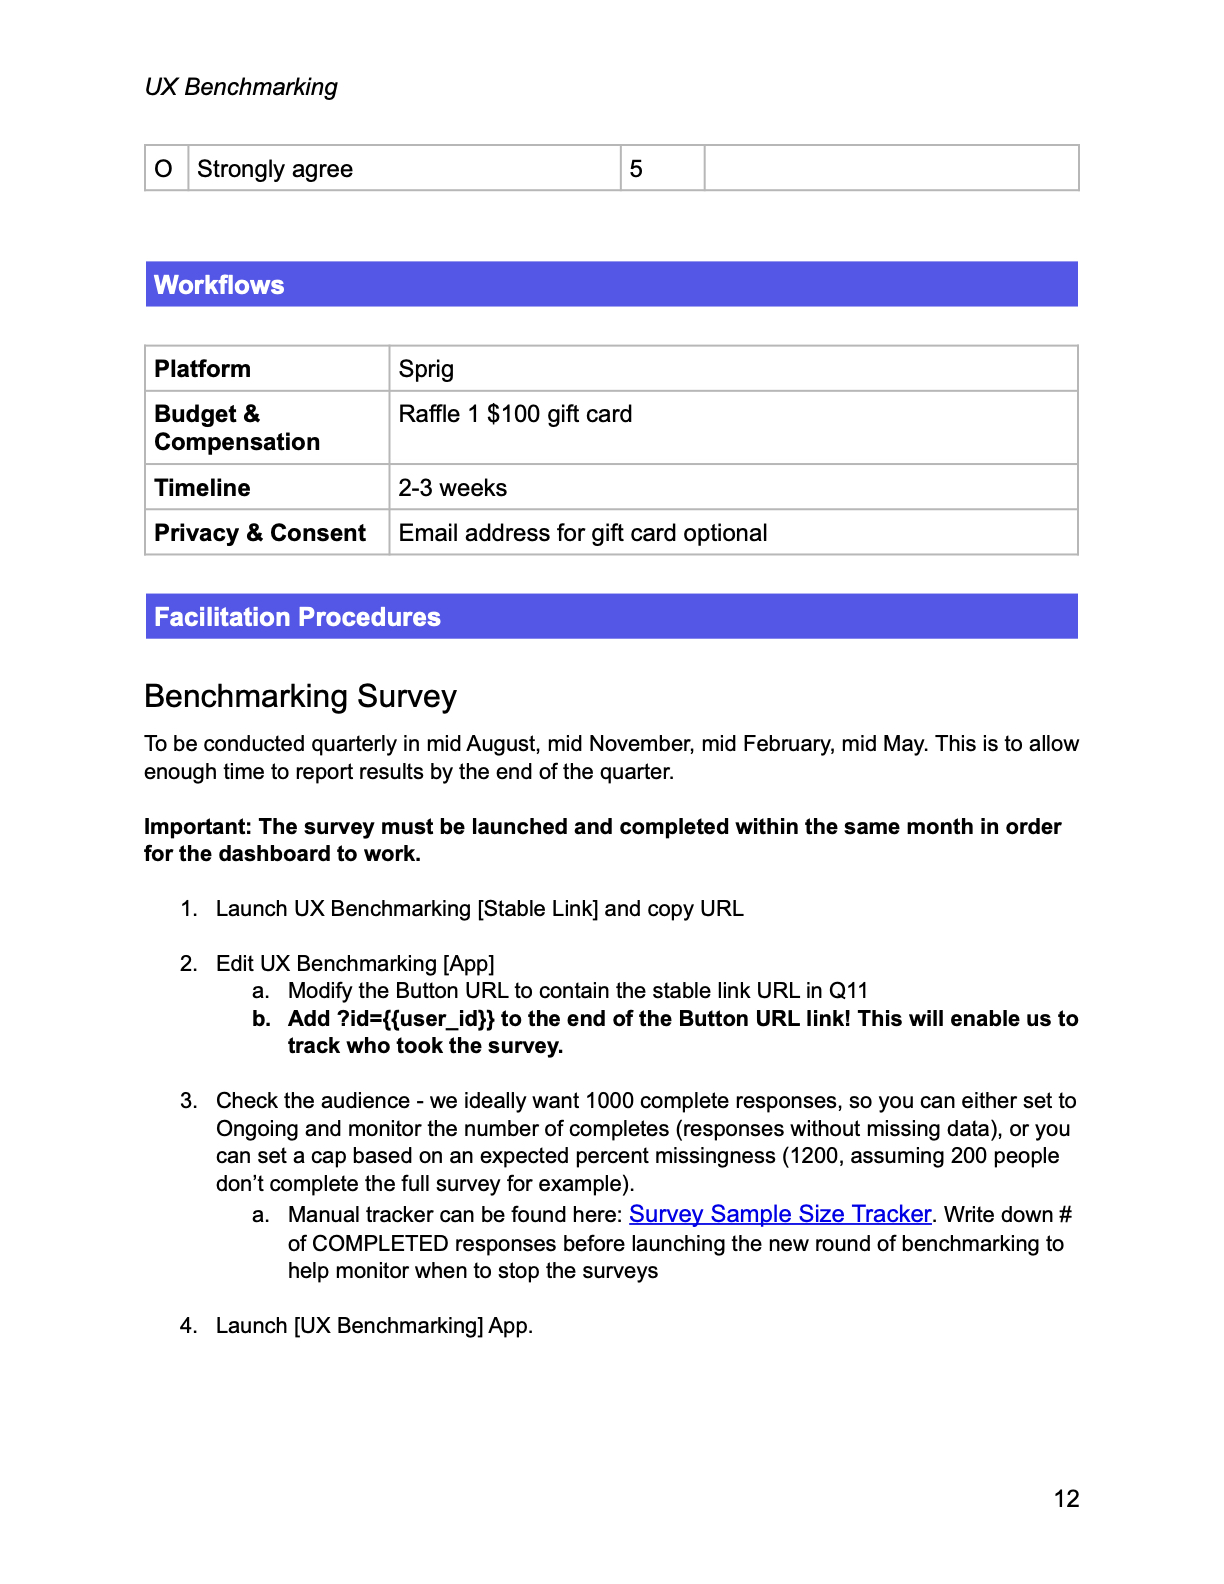 UX Benchmarking
O Strongly agree 5
Workflows
Platform Sprig
Budget & Raffle 1 $100 gift card
Compensation
Timeline 2-3 weeks
Privacy & Consent Email address for gift card optional
Facilitation Procedures
Benchmarking Survey
To be conducted quarterly in mid August, mid November, mid February, mid May. This is to allow
enough time to report results by the end of the quarter.
Important: The survey must be launched and completed within the same month in order
for the dashboard to work.
1. Launch UX Benchmarking [Stable Link] and copy URL
2. Edit UX Benchmarking [App]
a. Modify the Button URL to contain the stable link URL in Q11
b. Add ?id={{user_id}} to the end of the Button URL link! This will enable us to
track who took the survey.
3. Check the audience - we ideally want 1000 complete responses, so you can either set to
Ongoing and monitor the number of completes (responses without missing data), or you
can set a cap based on an expected percent missingness (1200, assuming 200 people
don’t complete the full survey for example).
a. Manual tracker can be found here: Survey Sample Size Tracker. Write down #
of COMPLETED responses before launching the new round of benchmarking to
help monitor when to stop the surveys
4. Launch [UX Benchmarking] App.
12